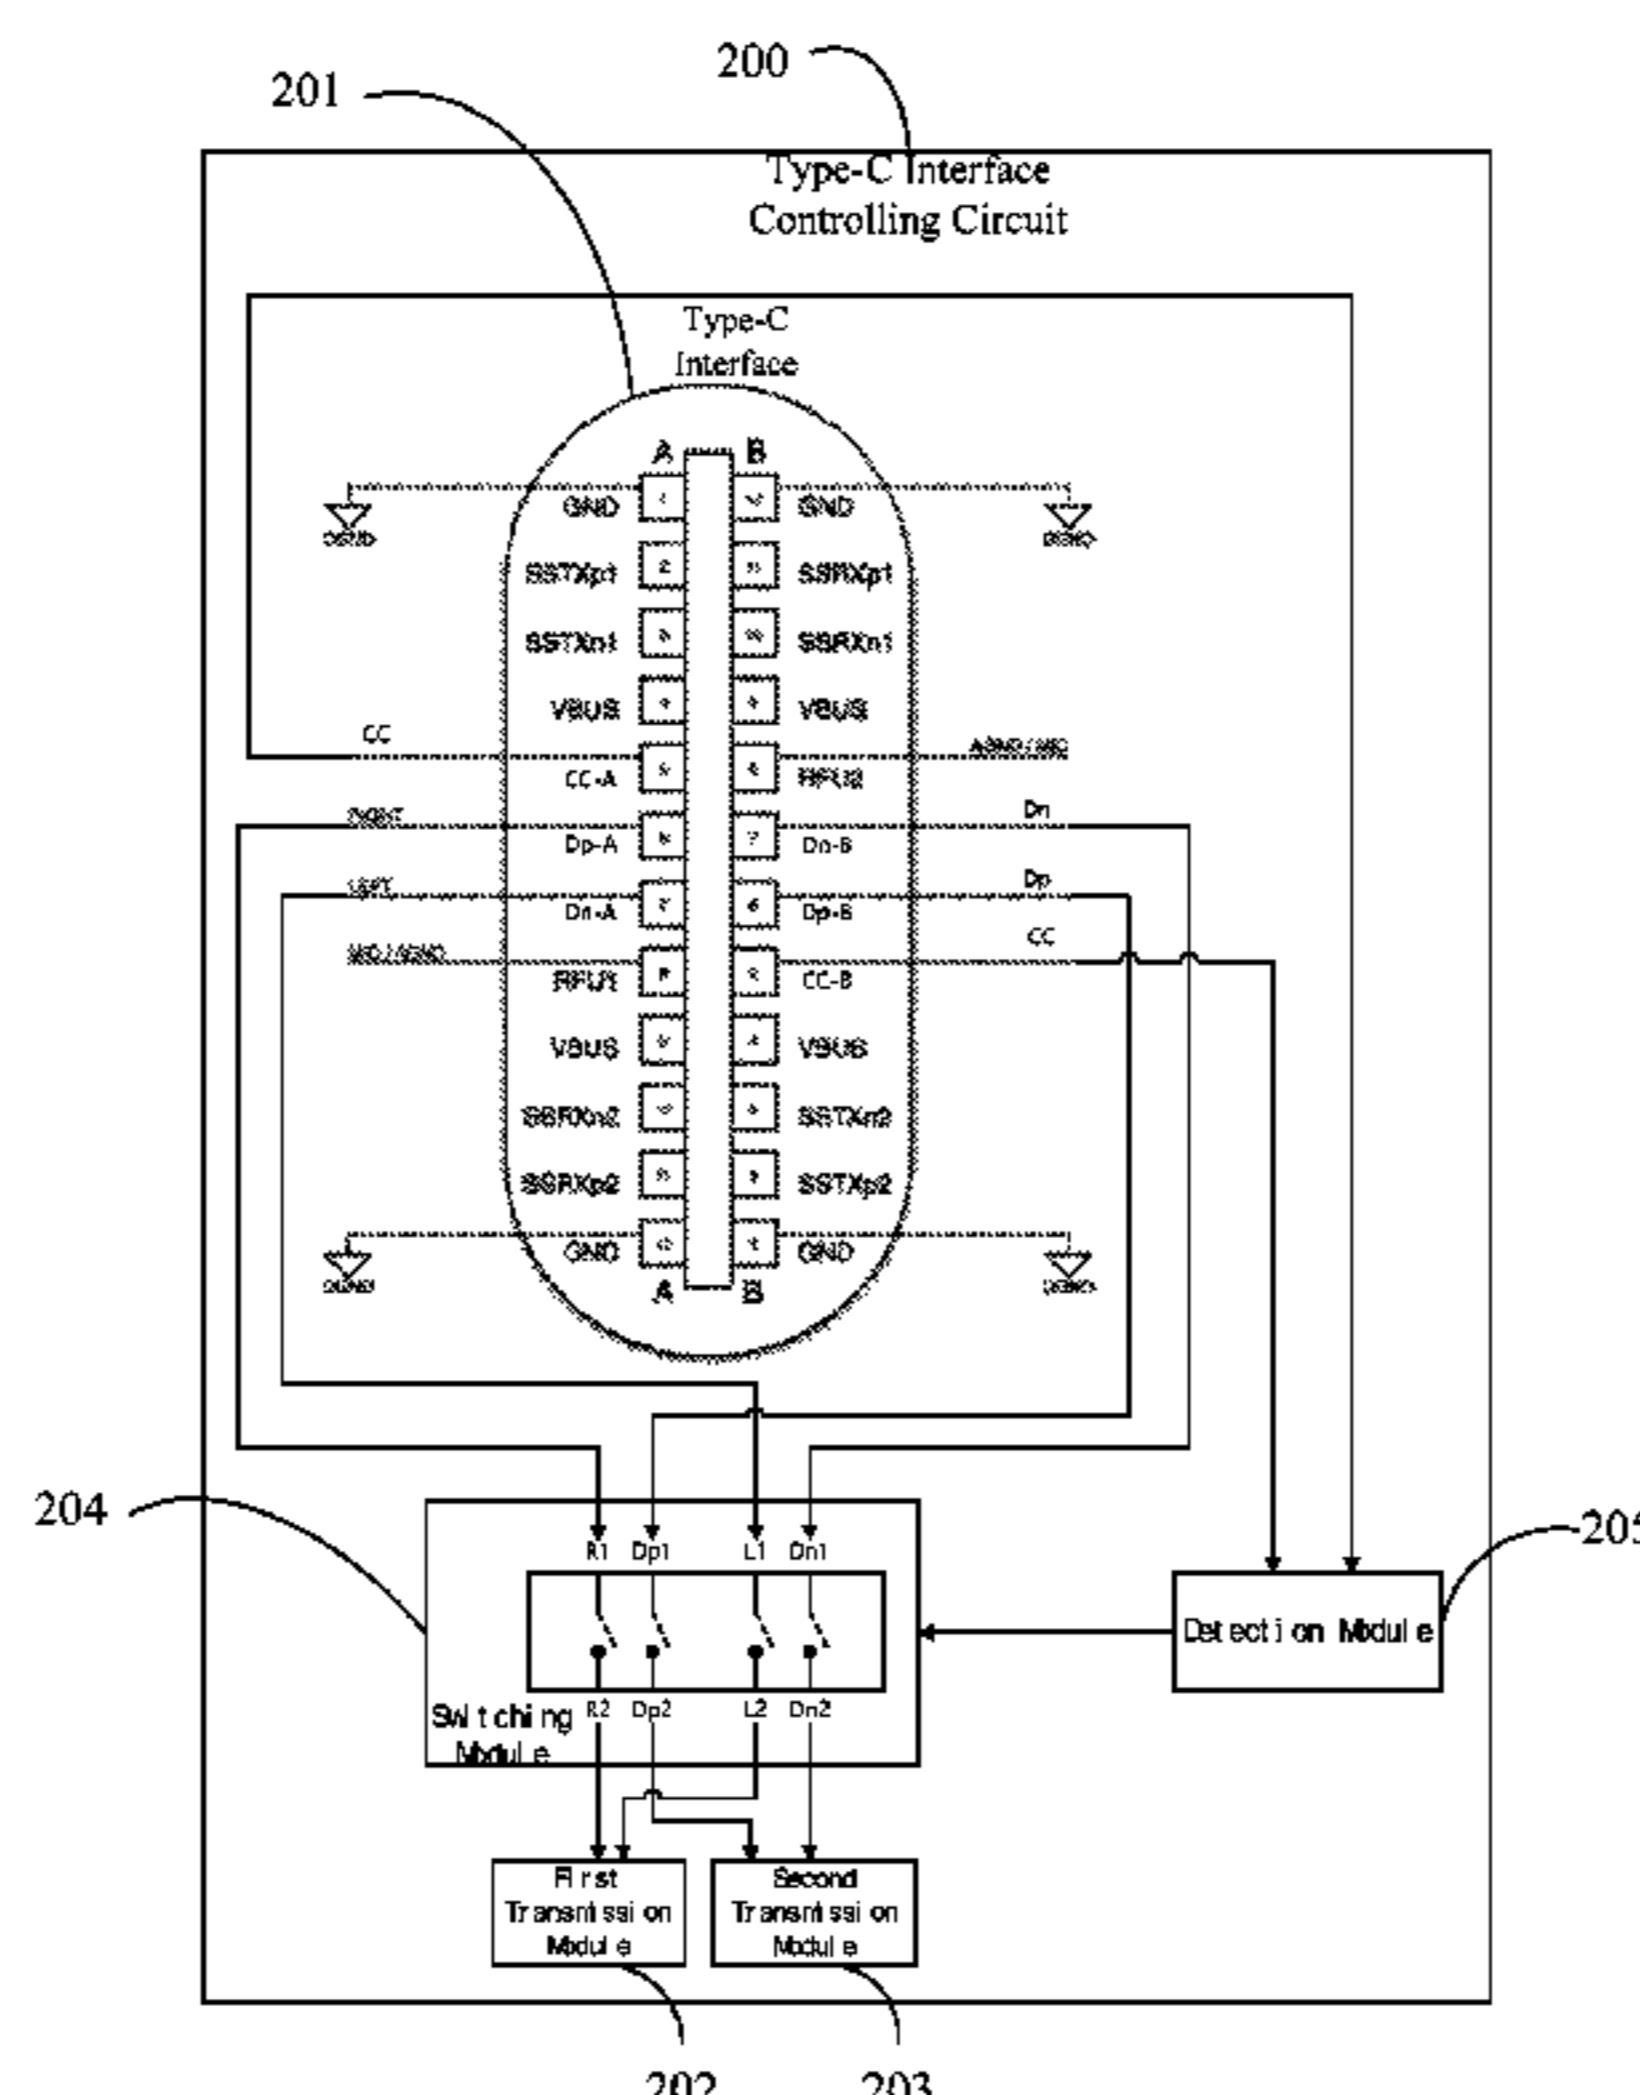 200
201
Type-C Interface
Controlling Circuit
Type-C
Interface
A B
GND GND
SSTXp1 SSRXp1
SSTXn1 SSRXn1
VBUS VBUS
CC
CC-A RFU2
RIGHT Dn
Dp-A Dn-B
LEFT Dp
Dn-A Dp-B
CC
RFU1 CC-B
VBUS VBUS
SSRXn2 SSTXn2
SSRXp2 SSTXp2
GND GND
A B
204
205
R1 Dp1 L1 Dn1
Detection Module
R2 Dp2 L2 Dn2
Switching
Module
First
Transmission
Module
Second
Transmission
Module
202
203